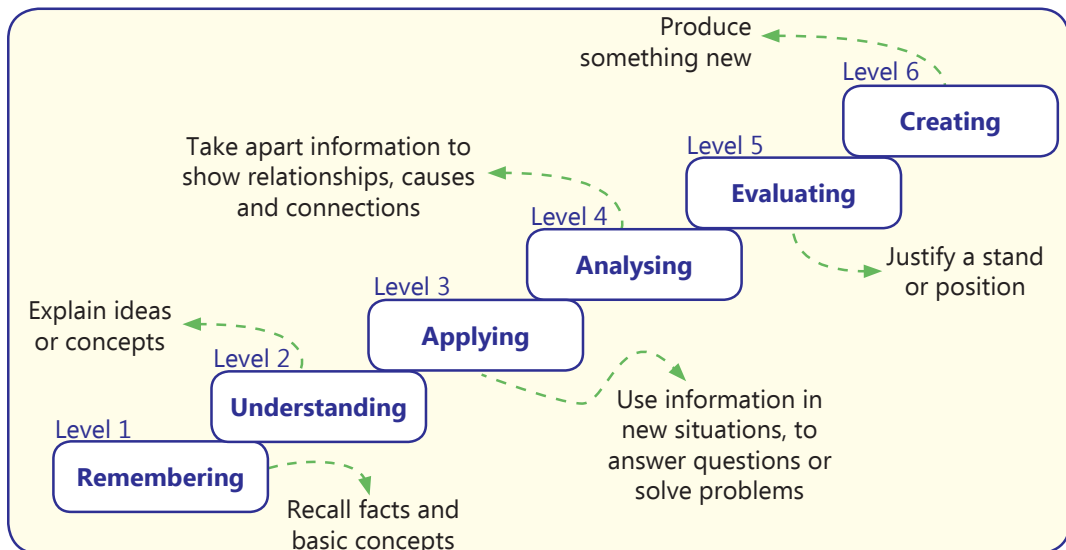 Produce
something new
Level 6
Creating
Take apart information to
show relationships, causes
and connections
Level 5
Evaluating
Level 4
Analysing
Justify a stand
or position
Level 3
Applying
Explain ideas
or concepts
Level 2
Understanding
Use information in
new situations, to
answer questions or
solve problems
Level 1
Remembering
Recall facts and
basic concepts